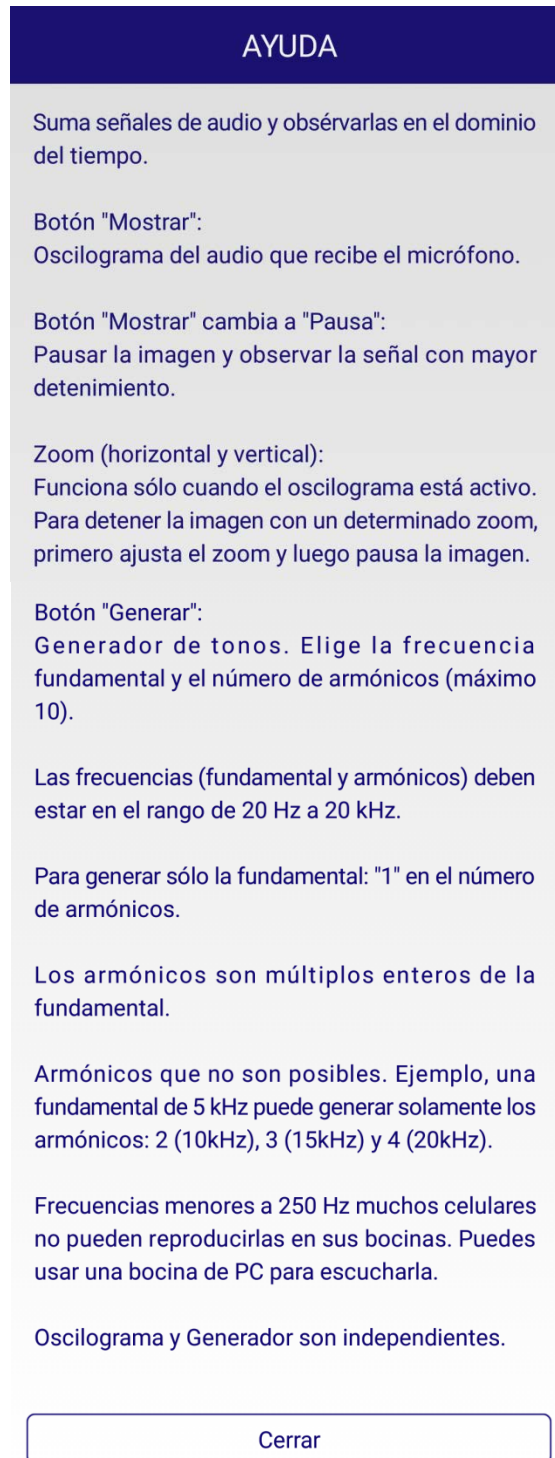 AYUDA
Suma señales de audio y obsérvarlas en el dominio
del tiempo.
Botón "Mostrar":
Oscilograma del audio que recibe el micrófono.
Botón "Mostrar" cambia a "Pausa":
Pausar la imagen y observar la señal con mayor
detenimiento.
Zoom (horizontal y vertical):
Funciona sólo cuando el oscilograma está activo.
Para detener la imagen con un determinado zoom,
primero ajusta el zoom y luego pausa la imagen.
Botón "Generar":
Generador de tonos. Elige la frecuencia
fundamental y el número de armónicos (máximo
10).
Las frecuencias (fundamental y armónicos) deben
estar en el rango de 20 Hz a 20 kHz.
Para generar sólo la fundamental: "1" en el número
de armónicos.
Los armónicos son múltiplos enteros de la
fundamental.
Armónicos que no son posibles. Ejemplo, una
fundamental de 5 kHz puede generar solamente los
armónicos: 2 (10kHz), 3 (15kHz) y 4 (20kHz).
Frecuencias menores a 250 Hz muchos celulares
no pueden reproducirlas en sus bocinas. Puedes
usar una bocina de PC para escucharla.
Oscilograma y Generador son independientes.
Cerrar